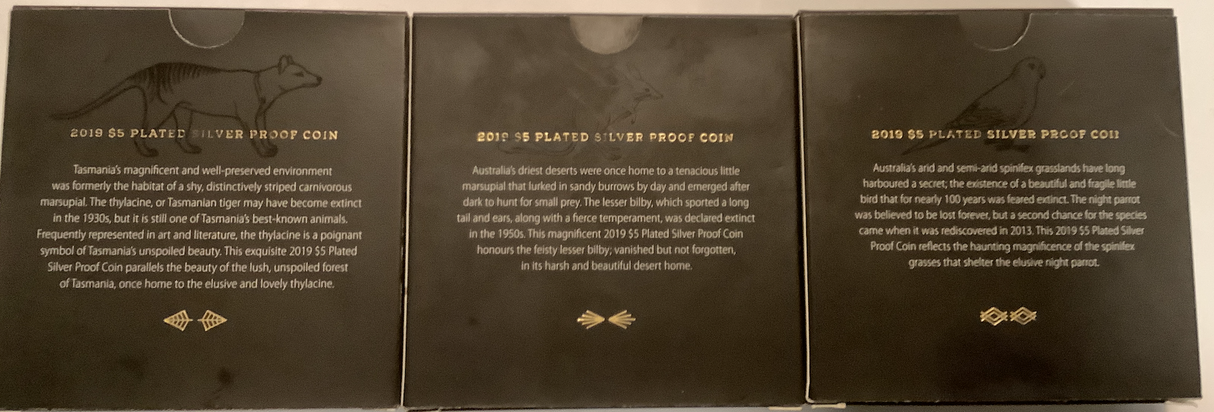 2019 $5 PLATED SILVER PROOF COIN
Tasmania's magnificent and well-preserved environment
was formerly the habitat of a shy, distinctively striped carnivorous
marsupial. The thylacine, or Tasmanian tiger may have become extinct
in the 1930s, but it is still one of Tasmania's best-known animals.
Frequently represented in art and literature, the thylacine is a poignant
symbol of Tasmania's unspoiled beauty. This exquisite 2019 $5 Plated
Silver Proof Coin parallels the beauty of the lush, unspoiled forest
of Tasmania, once home to the elusive and lovely thylacine.
2019 $5 PLATED SILVER PROOF COIN
Australia's driest deserts were once home to a tenacious little
marsupial that lurked in sandy burrows by day and emerged after
dark to hunt for small prey. The lesser bilby, which sported a long
tail and ears, along with a fierce temperament, was declared extinct
in the 1950s. This magnificent 2019 $5 Plated Silver Proof Coin
honours the feisty lesser bilby; vanished but not forgotten,
in its harsh and beautiful desert home.
2019 $5 PLATED SILVER PROOF COIN
Australia's arid and semi-arid spinifex grasslands have long
harboured a secret; the existence of a beautiful and fragile little
bird that for nearly 100 years was feared extinct. The night parrot
was believed to be lost forever, but a second chance for the species
came when it was rediscovered in 2013. This 2019 $5 Plated Silver
Proof Coin reflects the haunting magnificence of the spinifex
grasses that shelter the elusive night parrot.